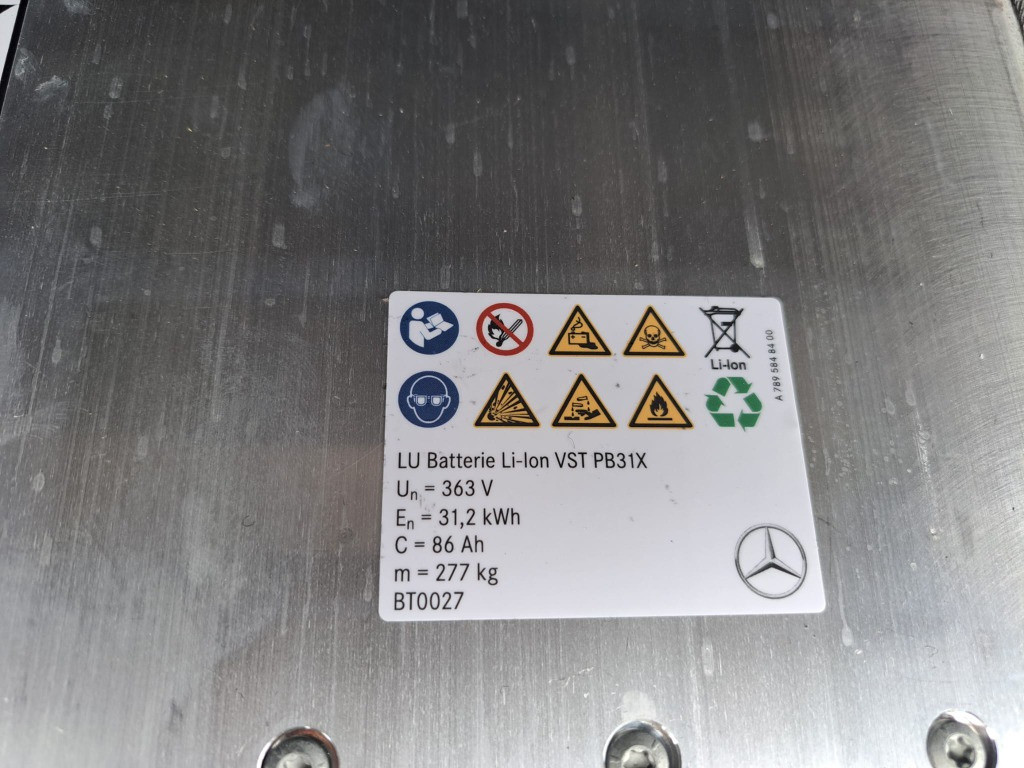 Li-Ion
A 789 584 84 00
LU Batterie Li-Ion VST PB31X
Un = 363 V
En = 31,2 kWh
C = 86 Ah
m = 277 kg
BT0027